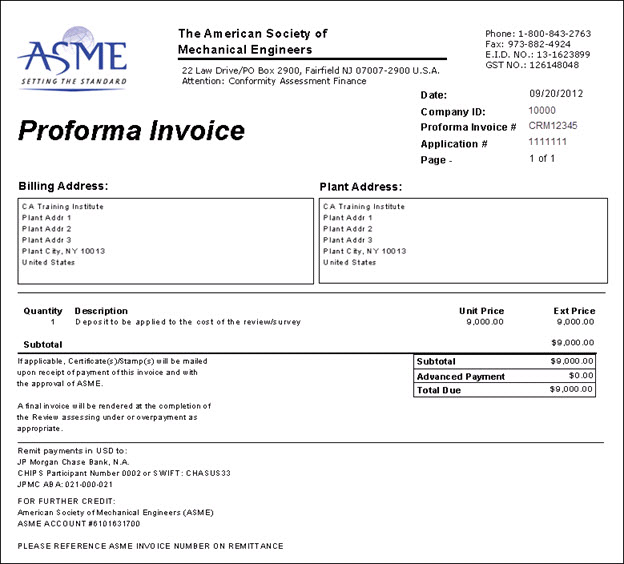 ASME
SETTING THE STANDARD
The American Society of
Mechanical Engineers
22 Law Drive/PO Box 2900, Fairfield NJ 07007-2900 U.S.A.
Attention: Conformity Assessment Finance
Phone: 1-800-843-2763
Fax: 973-882-4924
E.I.D. NO.: 13-1623899
GST NO.: 126148048
Proforma Invoice
Date: 09/20/2012
Company ID: 10000
Proforma Invoice # CRM12345
Application # 1111111
Page - 1 of 1
Billing Address:
CA Training Institute
Plant Addr 1
Plant Addr 2
Plant Addr 3
Plant City, NY 10013
United States
Plant Address:
CA Training Institute
Plant Addr 1
Plant Addr 2
Plant Addr 3
Plant City, NY 10013
United States
Quantity Description Unit Price Ext Price
1 Deposit to be applied to the cost of the review/survey 9,000.00 9,000.00
Subtotal $9,000.00
If applicable, Certificate(s)/Stamp(s) will be mailed
upon receipt of payment of this invoice and with
the approval of ASME.
A final invoice will be rendered at the completion of
the Review assessing under or overpayment as
appropriate.
Subtotal $9,000.00
Advanced Payment $0.00
Total Due $9,000.00
Remit payments in USD to:
JP Morgan Chase Bank, N.A.
CHIPS Participant Number 0002 or SWIFT: CHASUS33
JPMC ABA: 021-000-021
FOR FURTHER CREDIT:
American Society of Mechanical Engineers (ASME)
ASME ACCOUNT #6101631700
PLEASE REFERENCE ASME INVOICE NUMBER ON REMITTANCE